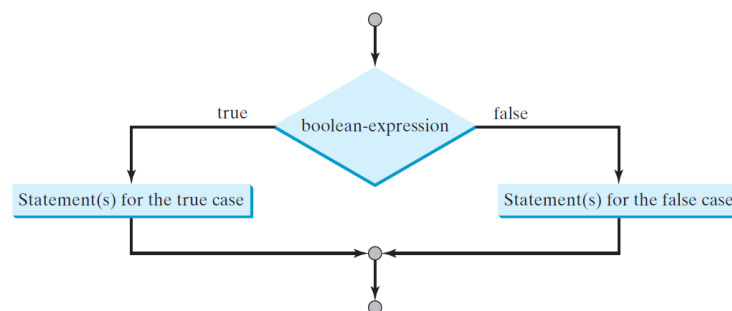 true
false
boolean-expression
Statement(s) for the true case
Statement(s) for the false case